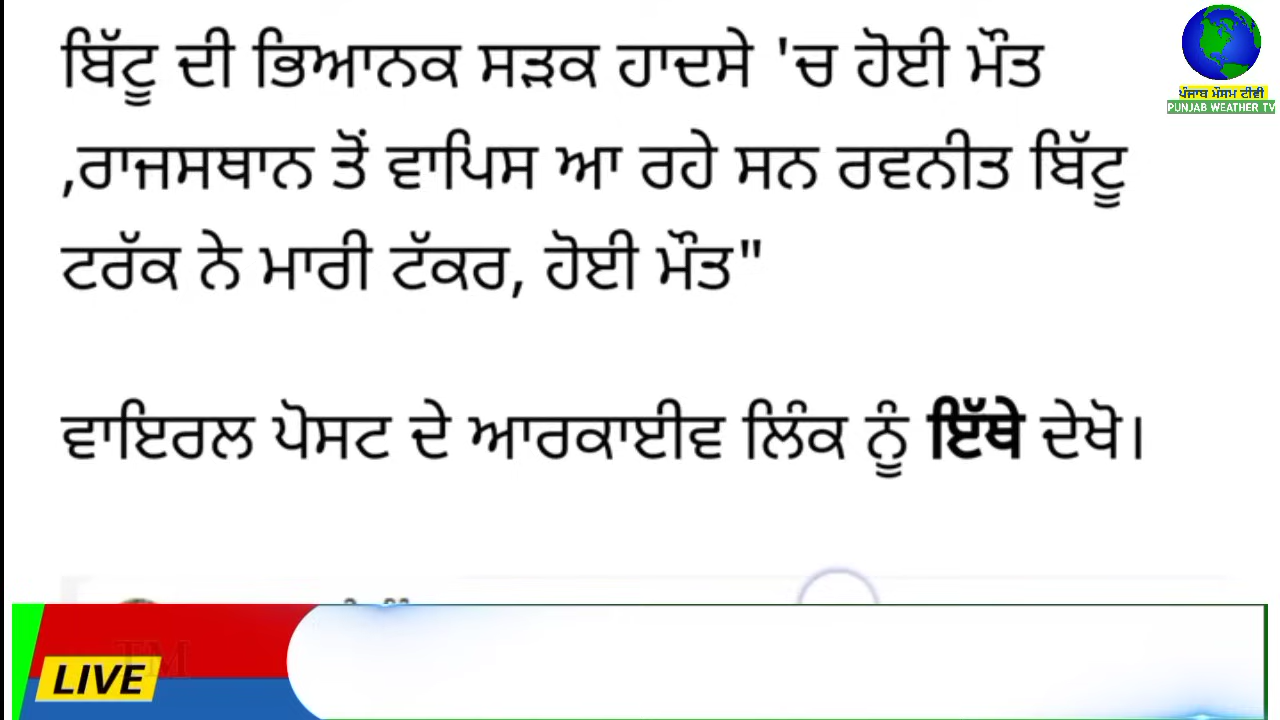 ਬਿੱਟੂ ਦੀ ਭਿਆਨਕ ਸੜਕ ਹਾਦਸੇ 'ਚ ਹੋਈ ਮੌਤ
,ਰਾਜਸਥਾਨ ਤੋਂ ਵਾਪਿਸ ਆ ਰਹੇ ਸਨ ਰਵਨੀਤ ਬਿੱਟੂ
ਟਰੱਕ ਨੇ ਮਾਰੀ ਟੱਕਰ, ਹੋਈ ਮੌਤ"
ਵਾਇਰਲ ਪੋਸਟ ਦੇ ਆਰਕਾਈਵ ਲਿੰਕ ਨੂੰ ਇੱਥੇ ਦੇਖੋ।
ਪੰਜਾਬ ਮੌਸਮ ਟੀਵੀ
PUNJAB WEATHER TV
LIVE